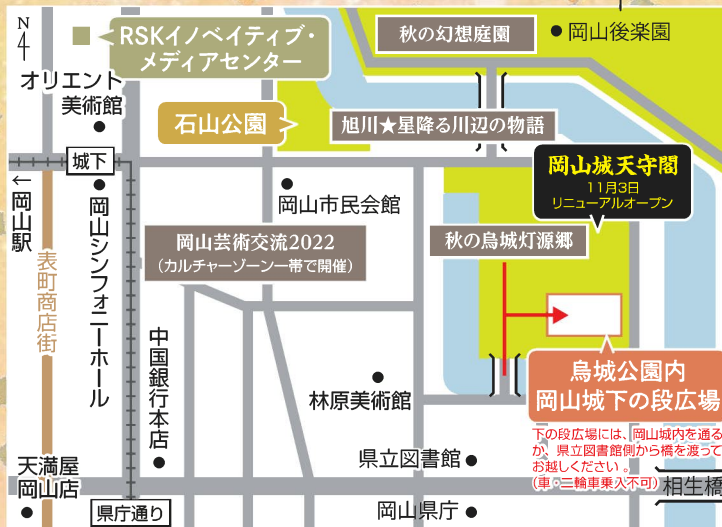 N
RSKイノベイティブ・
メディアセンター
秋の幻想庭園
岡山後楽園
オリエント
美術館
石山公園
旭川★星降る川辺の物語
城下
岡山城天守閣
11月3日
リニューアルオープン
←岡山駅
岡山シンフォニーホール
岡山市民会館
表町商店街
岡山芸術交流2022
(カルチャーゾーン一帯で開催)
秋の烏城灯源郷
中国銀行本店
林原美術館
烏城公園内
岡山城下の段広場
下の段広場には、岡山城内を通る
か、県立図書館側から橋を渡って
お越しください。
(車・二輪車乗入不可)
天満屋
岡山店
県立図書館
相生橋
県庁通り
岡山県庁